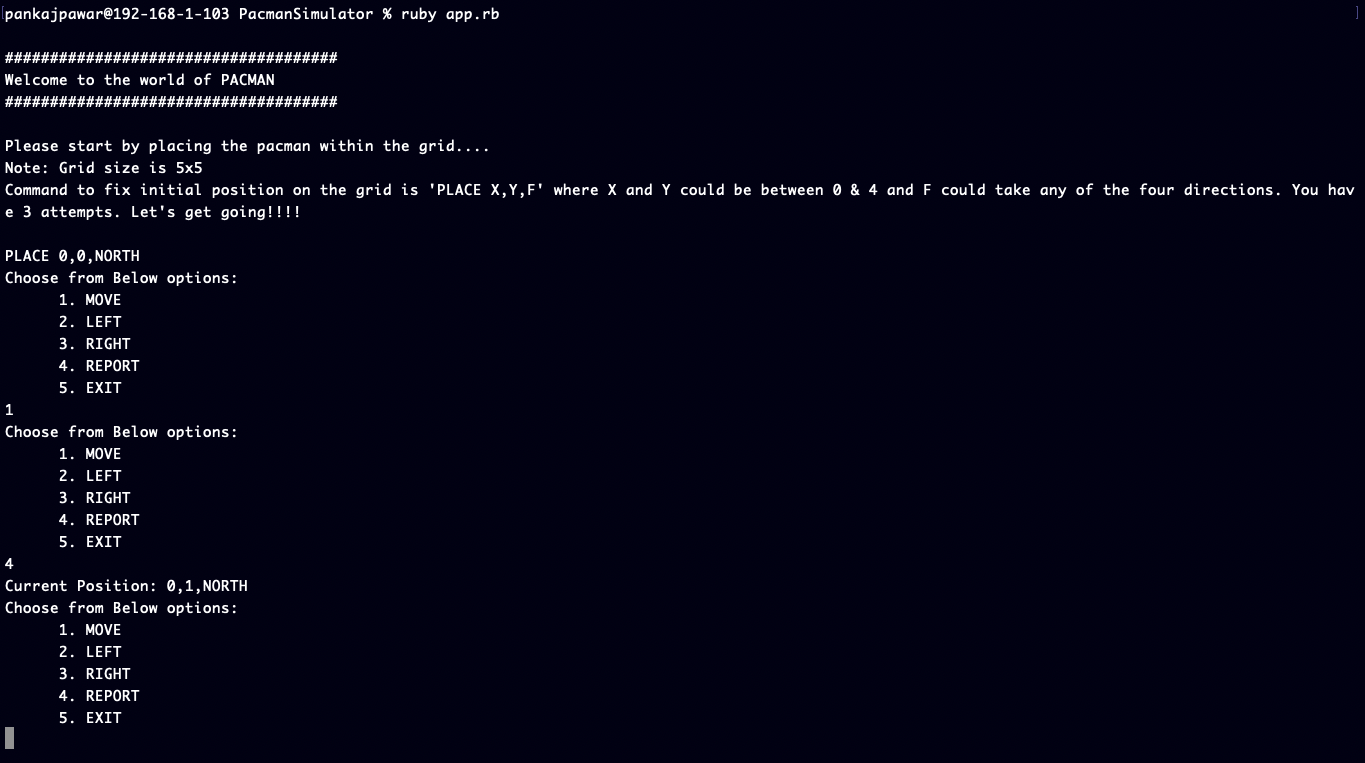 pankajpawar@192-168-1-103 PacmanSimulator % ruby app.rb
#####################################
Welcome to the world of PACMAN
#####################################
Please start by placing the pacman within the grid....
Note: Grid size is 5x5
Command to fix initial position on the grid is 'PLACE X,Y,F' where X and Y could be between 0 & 4 and F could take any of the four directions. You hav
e 3 attempts. Let's get going!!!!
PLACE 0,0,NORTH
Choose from Below options:
1. MOVE
2. LEFT
3. RIGHT
4. REPORT
5. EXIT
1
Choose from Below options:
1. MOVE
2. LEFT
3. RIGHT
4. REPORT
5. EXIT
4
Current Position: 0,1,NORTH
Choose from Below options:
1. MOVE
2. LEFT
3. RIGHT
4. REPORT
5. EXIT